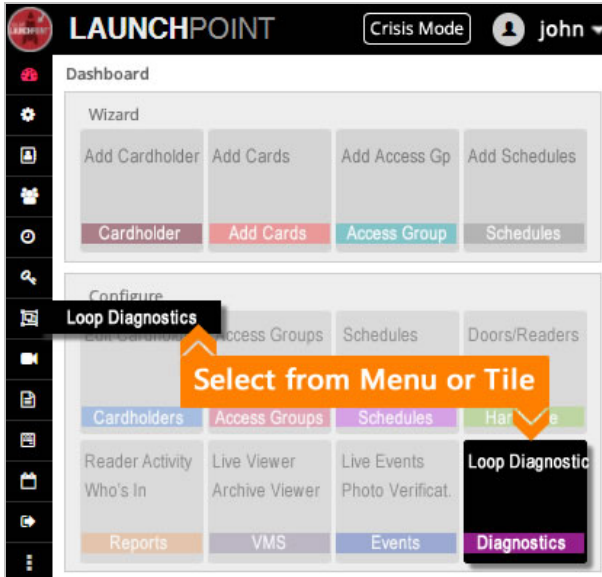 LAUNCHPOINT Crisis Mode john
Dashboard
Wizard
Add Cardholder Add Cards Add Access Gp Add Schedules
Cardholder Add Cards Access Group Schedules
Configure
Loop Diagnostics
Access Groups Schedules Doors/Readers
Select from Menu or Tile
Cardholders Access Groups Schedules
Reader Activity Live Viewer Live Events Loop Diagnostic
Who's In Archive Viewer Photo Verificat.
Reports VMS Events Diagnostics